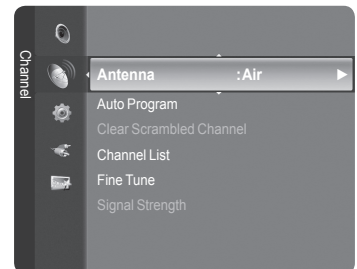 Channel
Antenna :Air
Auto Program
Clear Scrambled Channel
Channel List
Fine Tune
Signal Strength